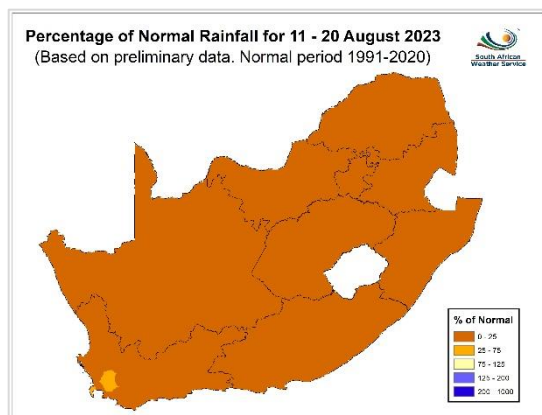 Percentage of Normal Rainfall for 11 - 20 August 2023
(Based on preliminary data. Normal period 1991-2020)
South African
Weather Service
% of Normal
0 - 25
25 - 75
75 - 125
125 - 200
200 - 1000